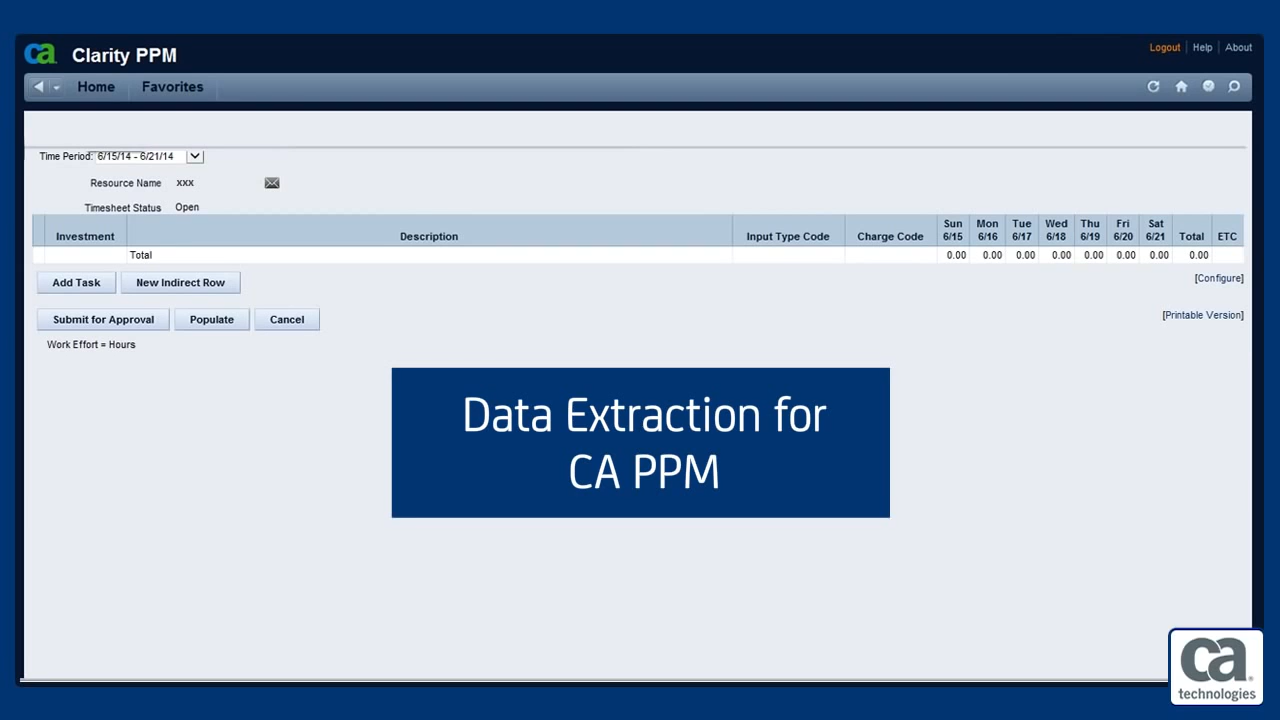 ca Clarity PPM
Logout Help About
Home Favorites
Time Period: 6/15/14 - 6/21/14
Resource Name xxx
Timesheet Status Open
Investment Description Input Type Code Charge Code Sun 6/15 Mon 6/16 Tue 6/17 Wed 6/18 Thu 6/19 Fri 6/20 Sat 6/21 Total ETC
Total 0.00 0.00 0.00 0.00 0.00 0.00 0.00 0.00
Add Task New Indirect Row [Configure]
Submit for Approval Populate Cancel [Printable Version]
Work Effort = Hours
Data Extraction for
CA PPM
ca
technologies